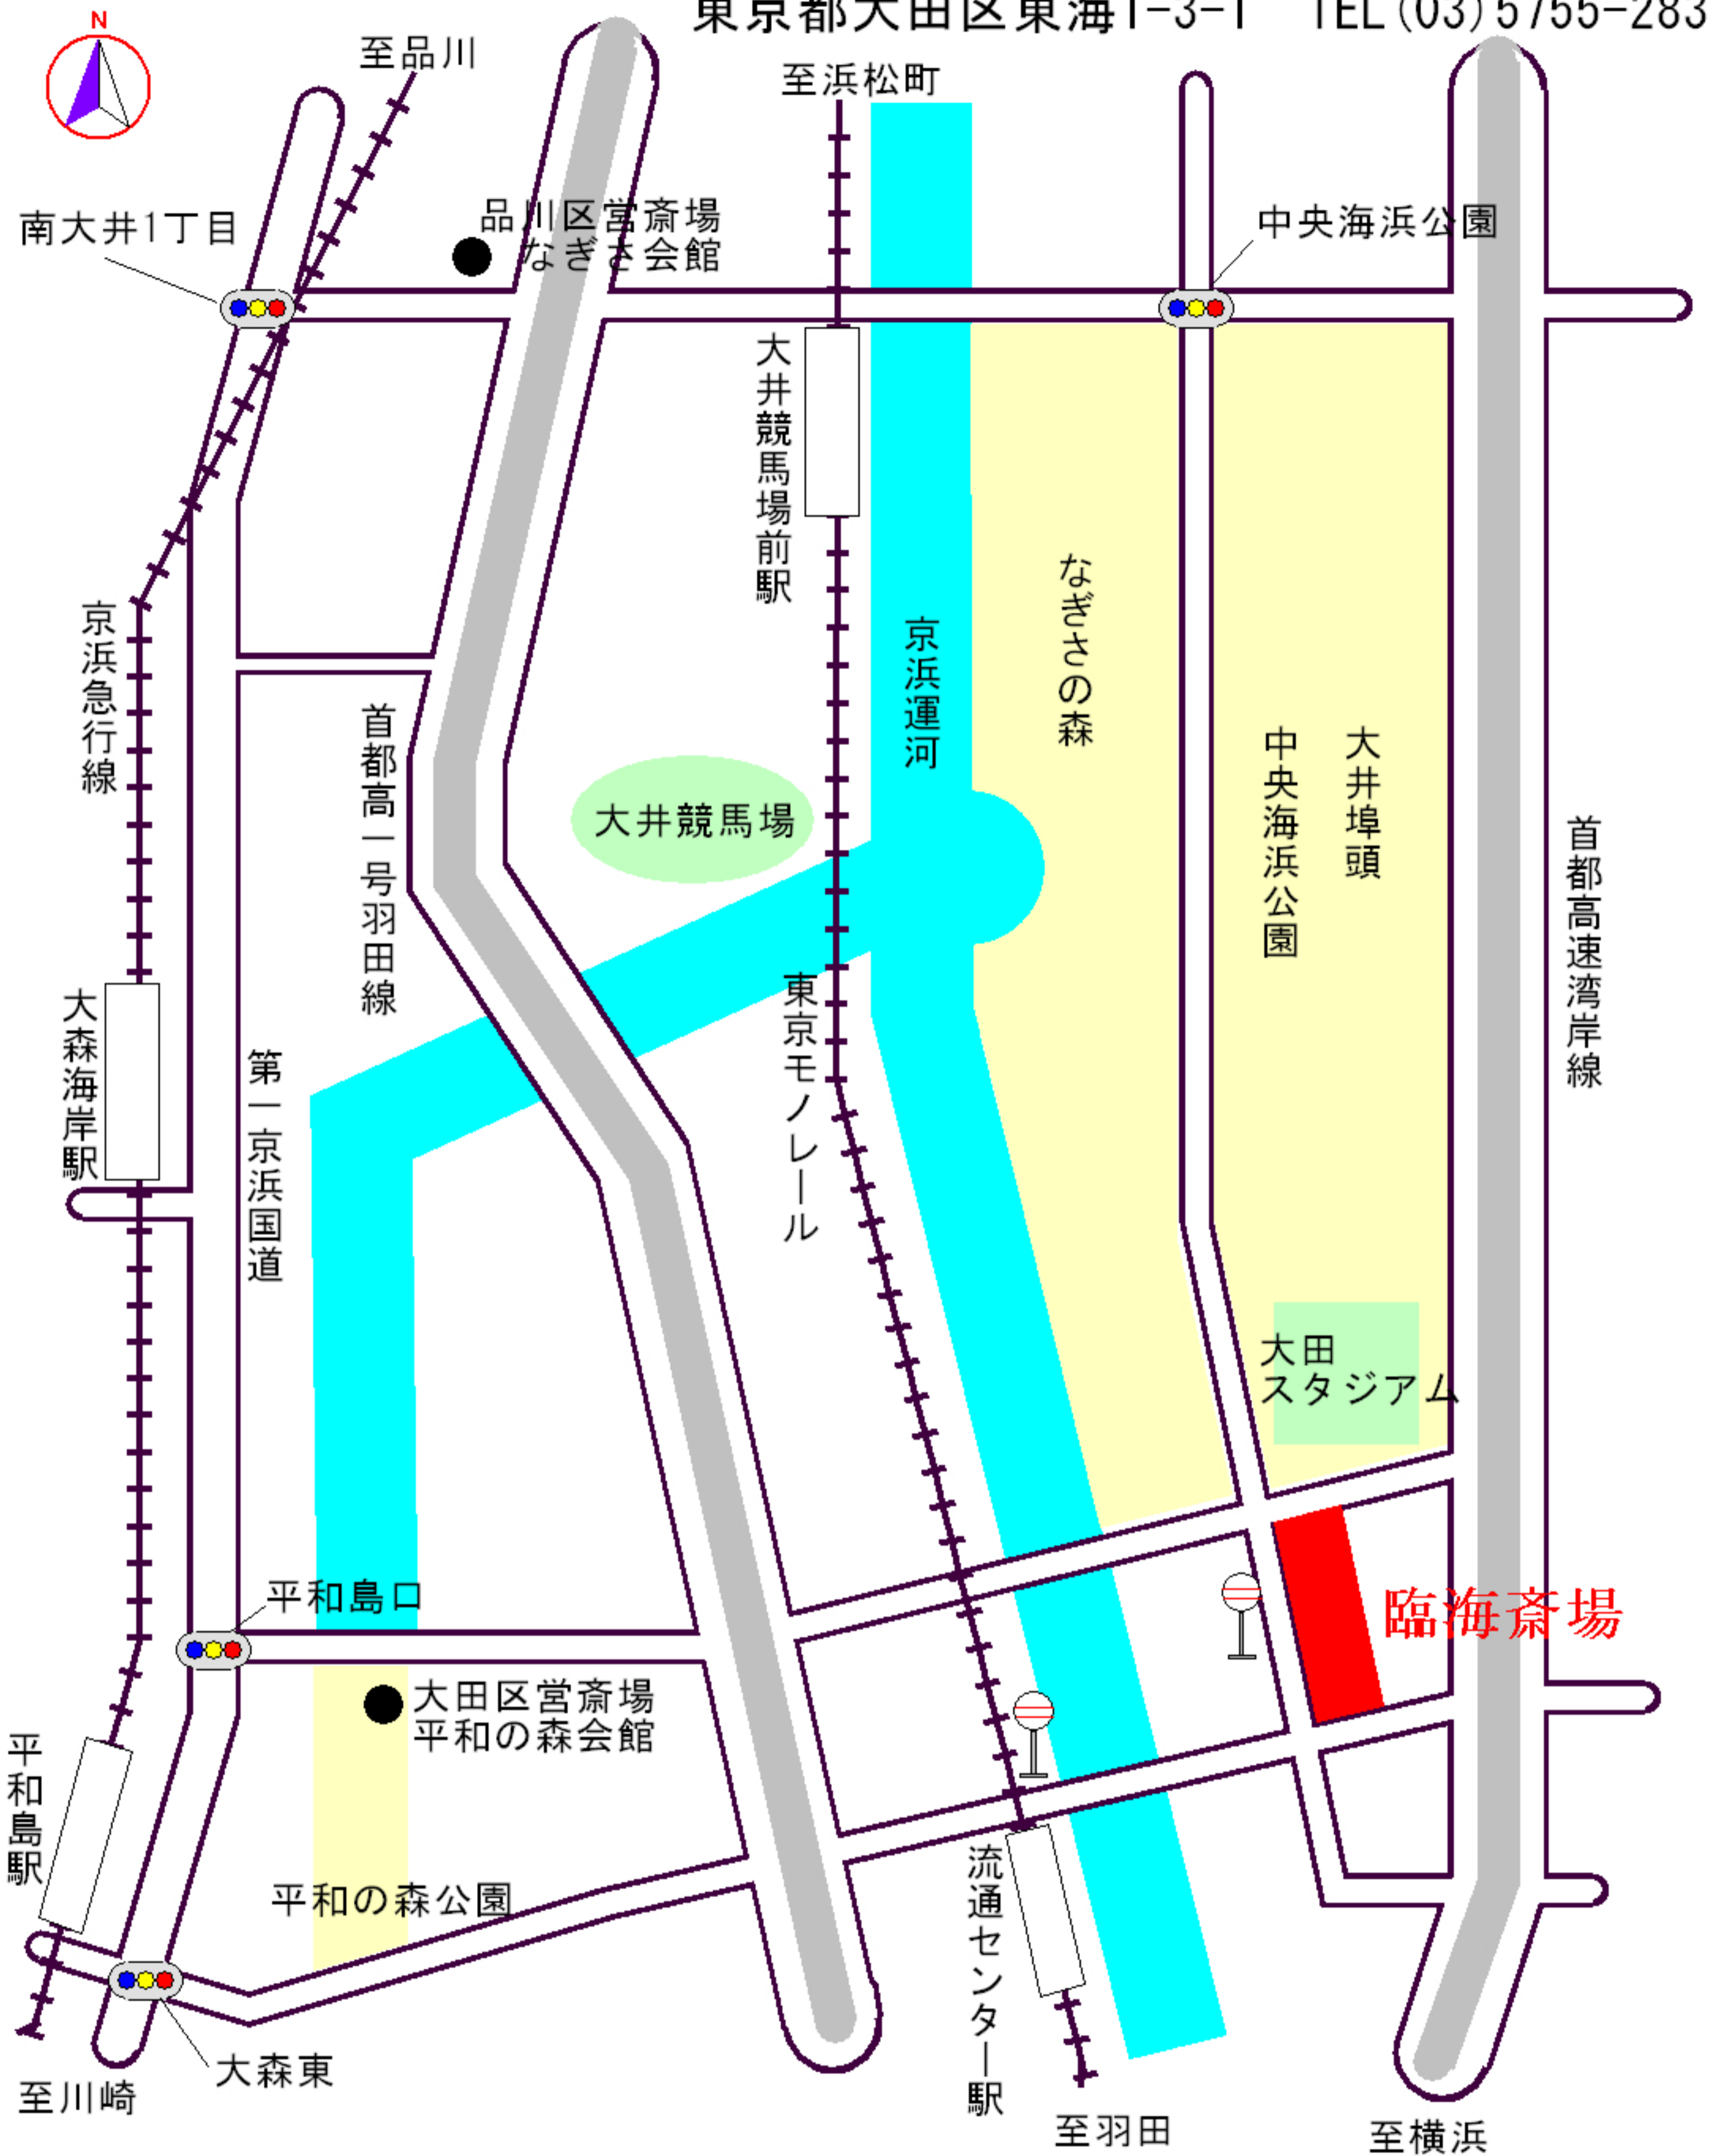 東京都大田区東海1-3-1 TEL(03)5755-283
N
至品川
至浜松町
南大井1丁目
品川区営斎場
なぎさ会館
中央海浜公園
大井競馬場前駅
なぎさの森
京浜急行線
京浜運河
首都高一号羽田線
大井埠頭
中央海浜公園
大井競馬場
首都高速湾岸線
東京モノレール
大森海岸駅
第一京浜国道
大田
スタジアム
平和島口
臨海斎場
大田区営斎場
平和の森会館
平和島駅
流通センター駅
平和の森公園
大森東
至川崎
至羽田
至横浜